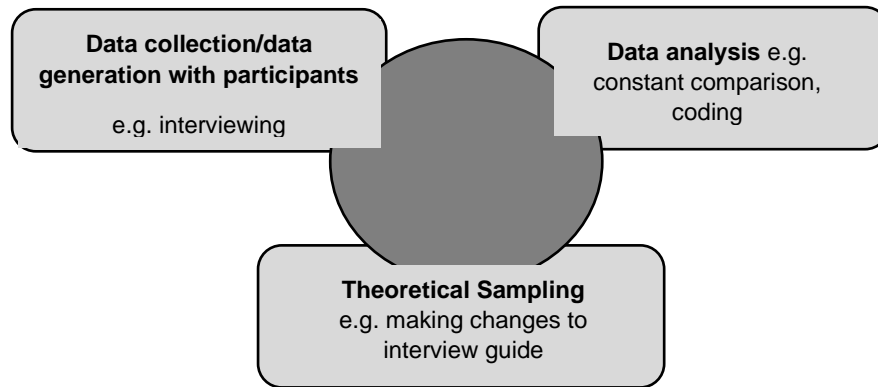 Data collection/data
generation with participants
e.g. interviewing
Data analysis e.g.
constant comparison,
coding
Theoretical Sampling
e.g. making changes to
interview guide